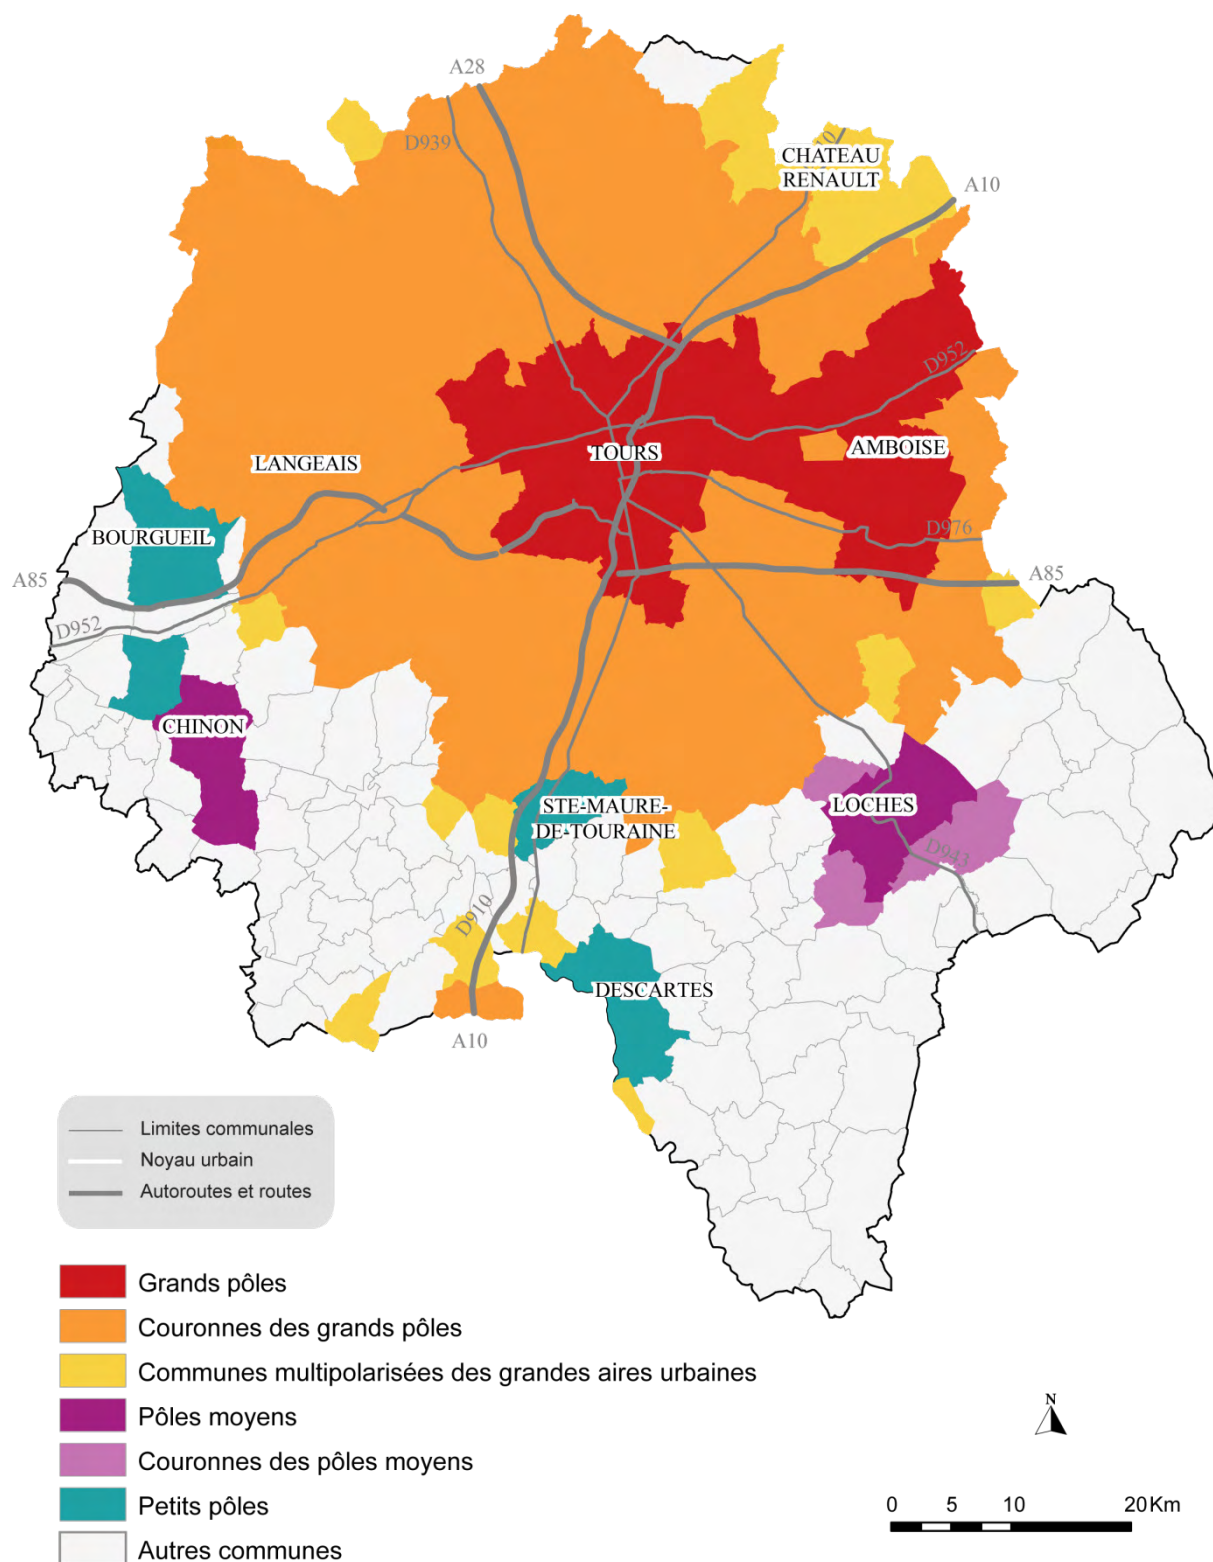 A28
D939
CHATEAU
RENAULT
A10
D952
LANGEAIS
TOURS
AMBOISE
BOURGUEIL
D976
A85
A85
D952
CHINON
STE-MAURE-
DE-TOURAINE
LOCHES
D943
D910
DESCARTES
A10
Limites communales
Noyau urbain
Autoroutes et routes
Grands pôles
Couronnes des grands pôles
Communes multipolarisées des grandes aires urbaines
Pôles moyens
Couronnes des pôles moyens
Petits pôles
Autres communes
N
0 5 10 20Km